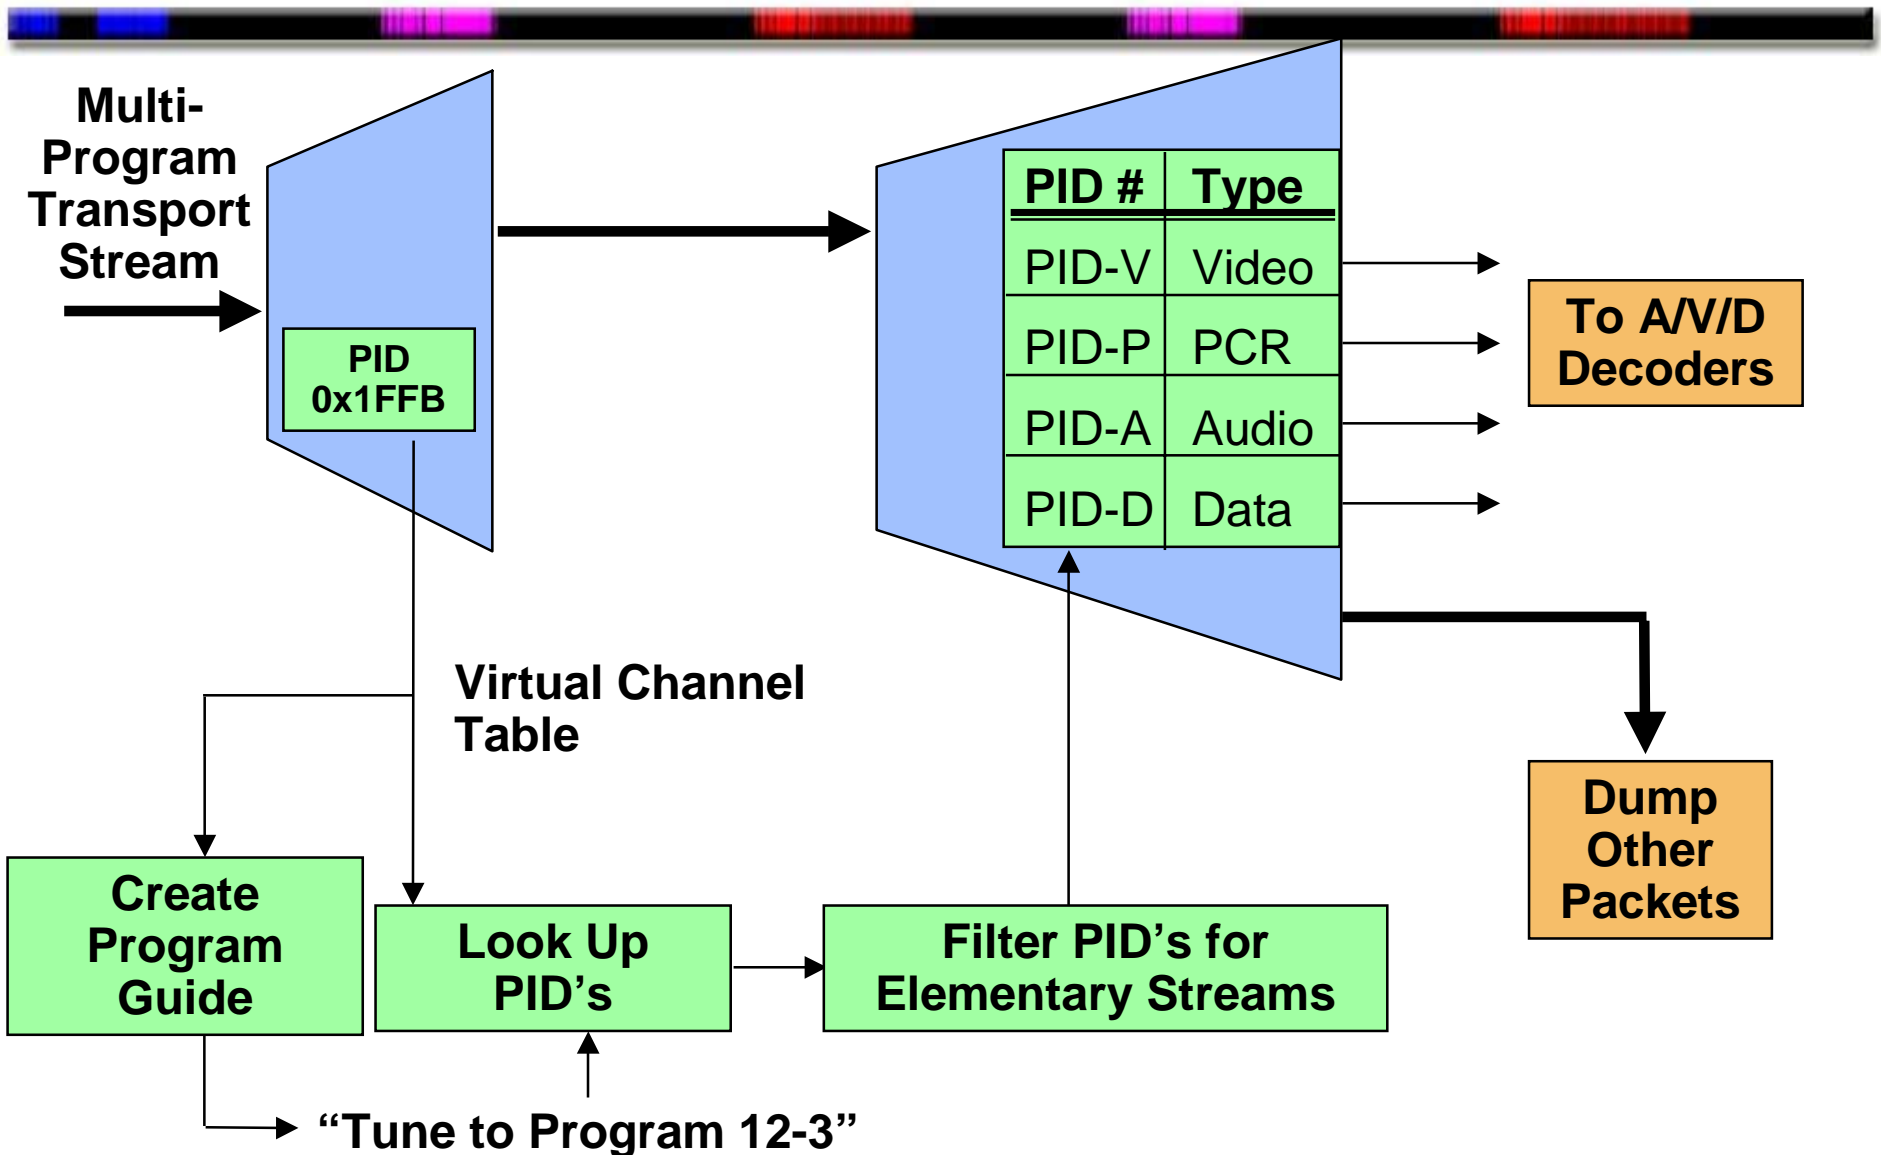 Multi-
Program
Transport
Stream
PID
0x1FFB
PID # Type
PID-V Video
PID-P PCR
PID-A Audio
PID-D Data
To A/V/D
Decoders
Virtual Channel
Table
Dump
Other
Packets
Create
Program
Guide
Look Up
PID’s
Filter PID’s for
Elementary Streams
“Tune to Program 12-3”